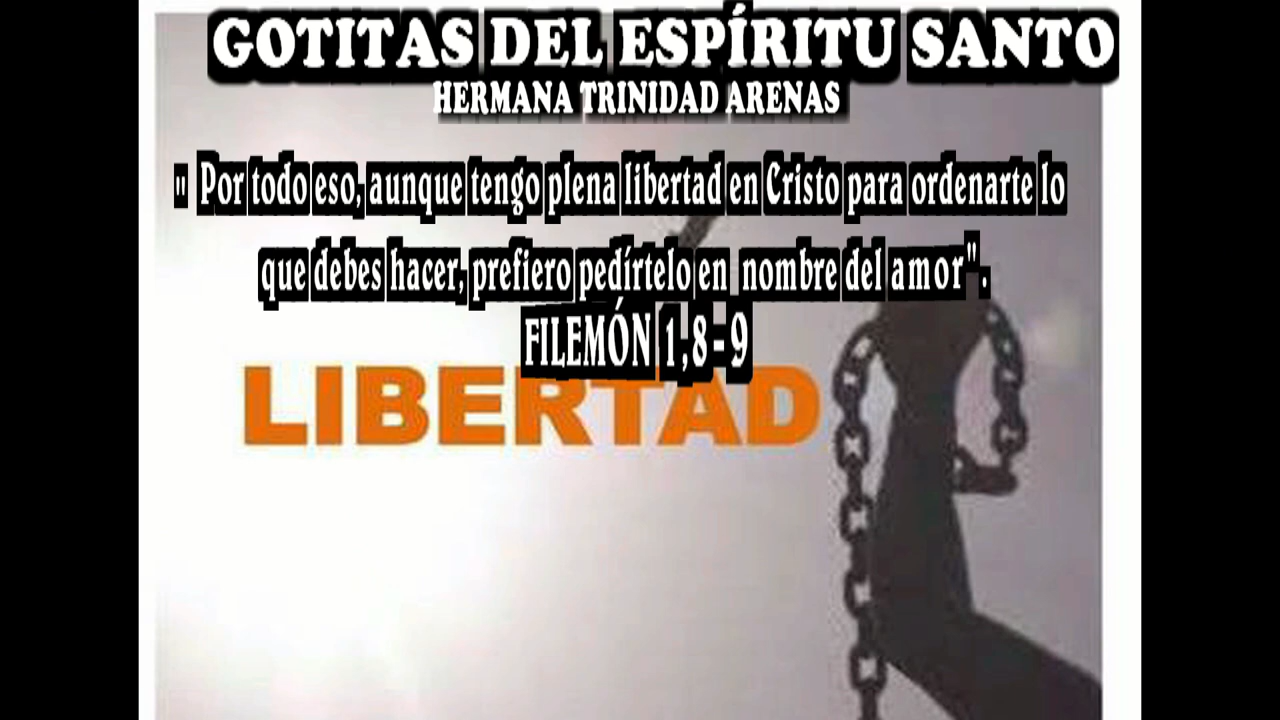 GOTITAS DEL ESPÍRITU SANTO
HERMANA TRINIDAD ARENAS
" Por todo eso, aunque tengo plena libertad en Cristo para ordenarte lo
que debes hacer, prefiero pedírtelo en nombre del amor".
FILEMÓN 1,8-9
LIBERTAD